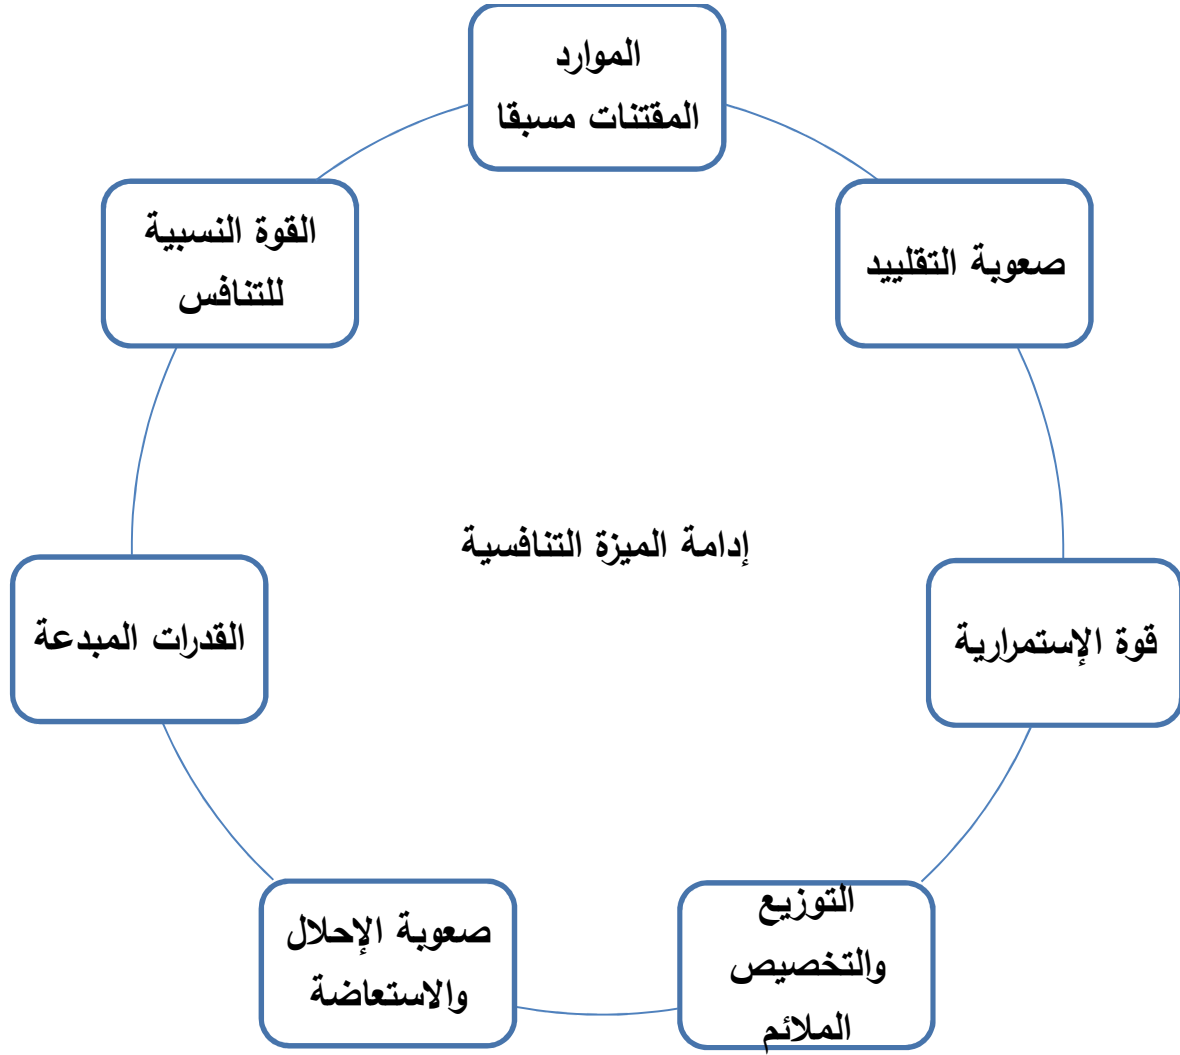 الموارد
المقتنات مسبقا
صعوبة التقلييد
القوة النسبية
للتنافس
إدامة الميزة التنافسية
قوة الإستمرارية
القدرات المبدعة
التوزيع
والتخصيص
الملائم
صعوبة الإحلال
والاستعاضة